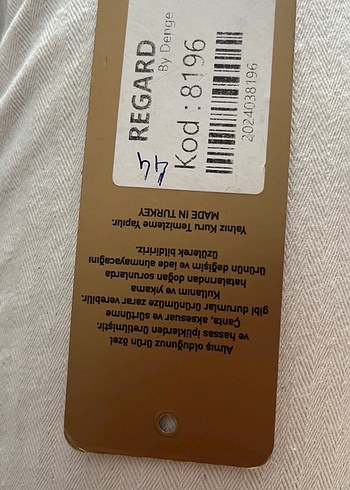 REGARD
By Denge
Kod : 8196
2024038196
44
Almış olduğunuz ürün özel
ve hassas ipliklerden üretilmiştir.
Çanta, aksesuar ve sürtünme
gibi durumlar ürünümüze zarar verebilir.
Kullanım ve yıkama
hatalarından doğan sorunlarda
ürünün değişim ve iade alınmayacağını
üzülerek bildiririz.
Yalnız Kuru Temizleme Yapılır.
MADE IN TURKEY